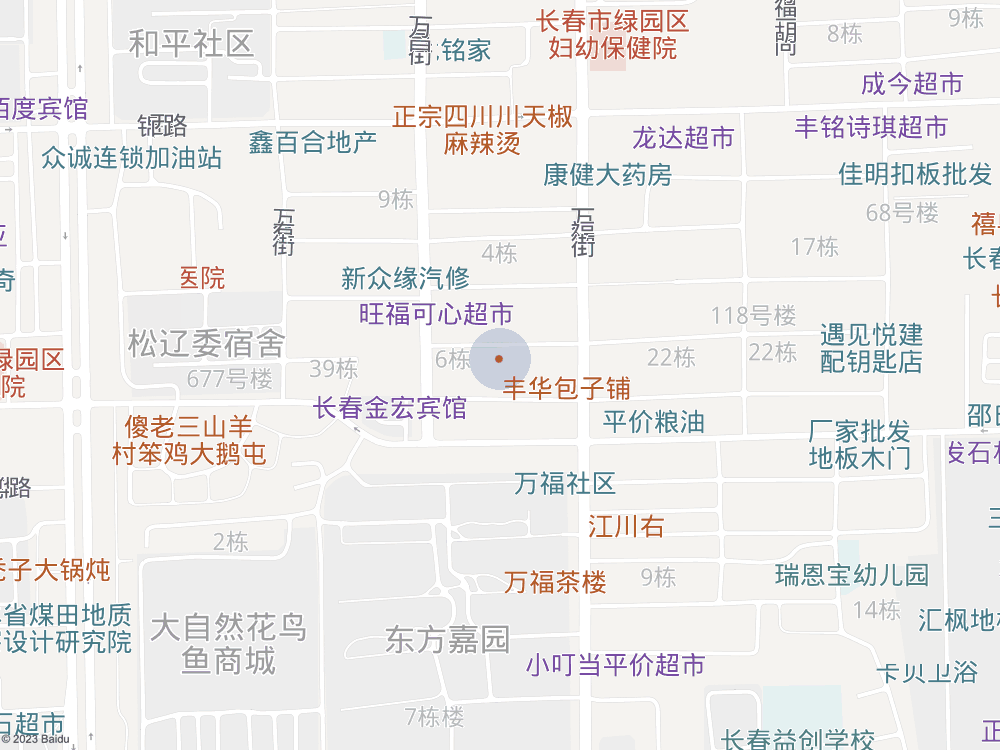 长春市绿园区
妇幼保健院
9栋
8栋
万
街
铭家
和平社区
成今超市
百度宾馆
正宗四川川天椒
麻辣烫
丰铭诗琪超市
龙达超市
众诚连锁加油站
鑫百合地产
路
康健大药房
佳明扣板批发
9栋
68号楼
万
街
万
街
4栋
17栋
禧
长春
奇
医院
新众缘汽修
旺福可心超市
118号楼
遇见悦建
配钥匙店
松辽委宿舍
22栋
22栋
绿园区
院
6栋
39栋
677号楼
丰华包子铺
长春金宏宾馆
平价粮油
傻老三山羊
村笨鸡大鹅屯
厂家批发
地板木门
发石材
万福社区
路
江川右
2栋
秃子大锅炖
万福茶楼
9栋
瑞恩宝幼儿园
省煤田地质
设计研究院
大自然花鸟
鱼商城
东方嘉园
14栋
汇枫地板
小叮当平价超市
卡贝卫浴
7栋楼
石超市
长春益创学校
© 2023 Baidu